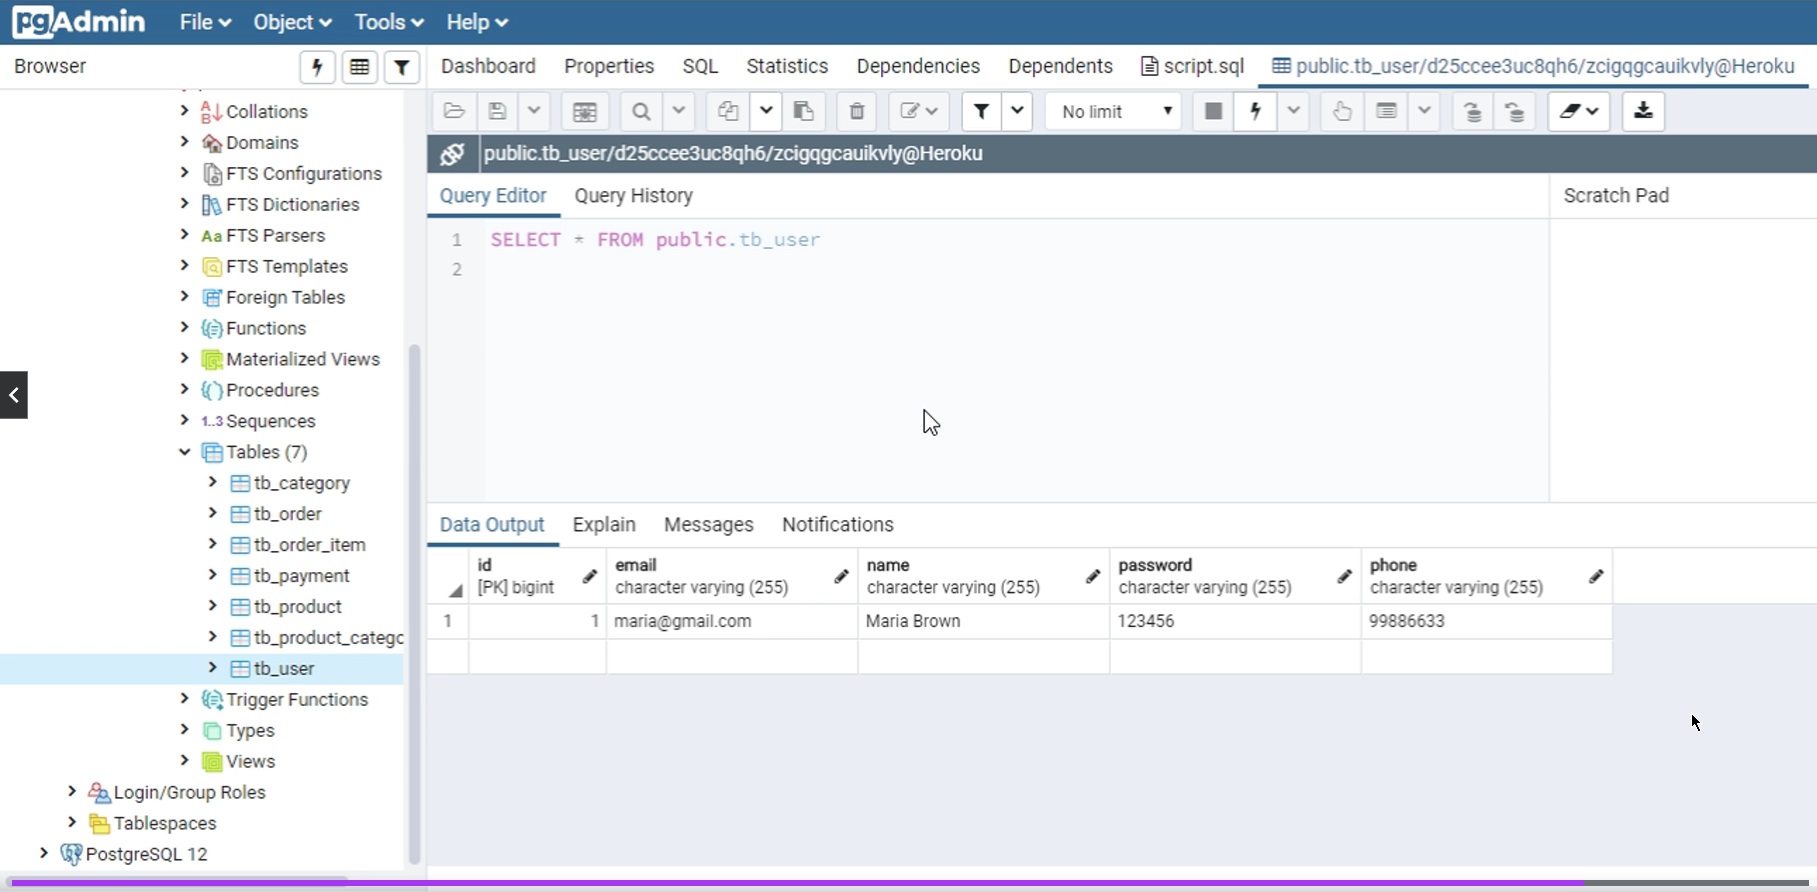 pgAdmin File Object Tools Help
Browser
Dashboard Properties SQL Statistics Dependencies Dependents script.sql public.tb_user/d25ccee3uc8qh6/zcigqgcauikvly@Heroku
No limit
public.tb_user/d25ccee3uc8qh6/zcigqgcauikvly@Heroku
Query Editor Query History
Scratch Pad
1 SELECT * FROM public.tb_user
2
Collations
Domains
FTS Configurations
FTS Dictionaries
Aa FTS Parsers
FTS Templates
Foreign Tables
Functions
Materialized Views
Procedures
1..3 Sequences
Tables (7)
tb_category
tb_order
tb_order_item
tb_payment
tb_product
tb_product_catego
tb_user
Trigger Functions
Types
Views
Login/Group Roles
Tablespaces
PostgreSQL 12
Data Output Explain Messages Notifications
id email name password phone
[PK] bigint character varying (255) character varying (255) character varying (255) character varying (255)
1 1 maria@gmail.com Maria Brown 123456 99886633